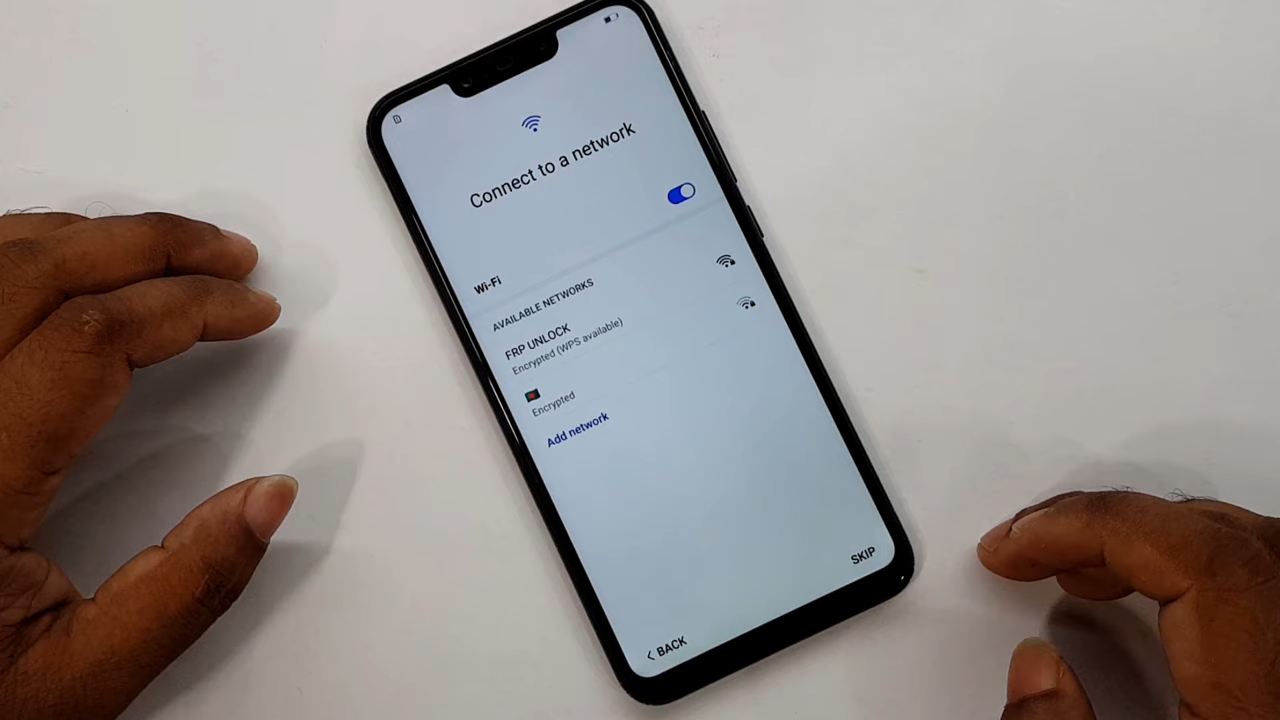 Connect to a network
Wi-Fi
AVAILABLE NETWORKS
FRP UNLOCK
Encrypted (WPS available)
🇧🇩
Encrypted
Add network
SKIP
< BACK